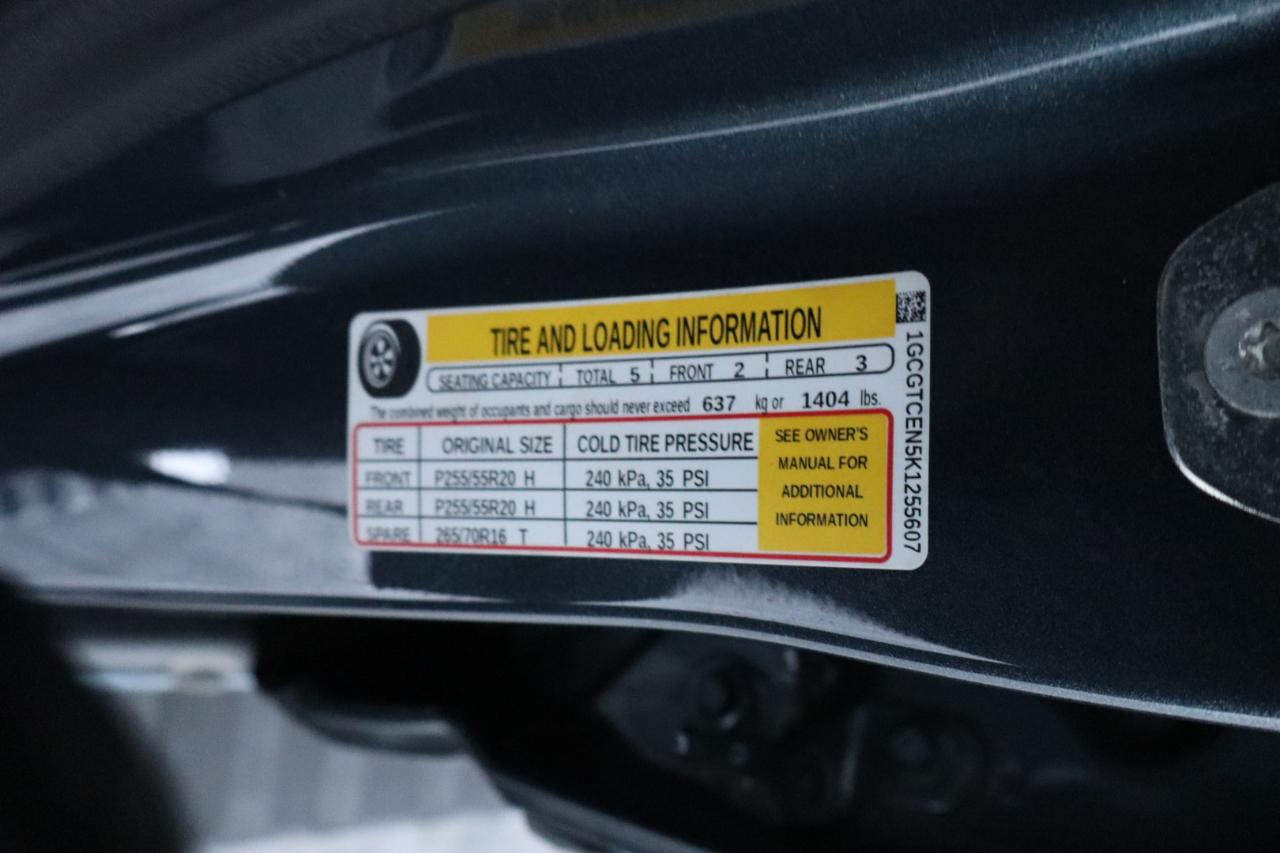 TIRE AND LOADING INFORMATION
SEATING CAPACITY TOTAL 5 FRONT 2 REAR 3
The combined weight of occupants and cargo should never exceed 637 kg or 1404 lbs.
TIRE ORIGINAL SIZE COLD TIRE PRESSURE
FRONT P255/55R20 H 240 kPa, 35 PSI
REAR P255/55R20 H 240 kPa, 35 PSI
SPARE 265/70R16 T 240 kPa, 35 PSI
SEE OWNER'S
MANUAL FOR
ADDITIONAL
INFORMATION
1GCGTCEN5K1255607